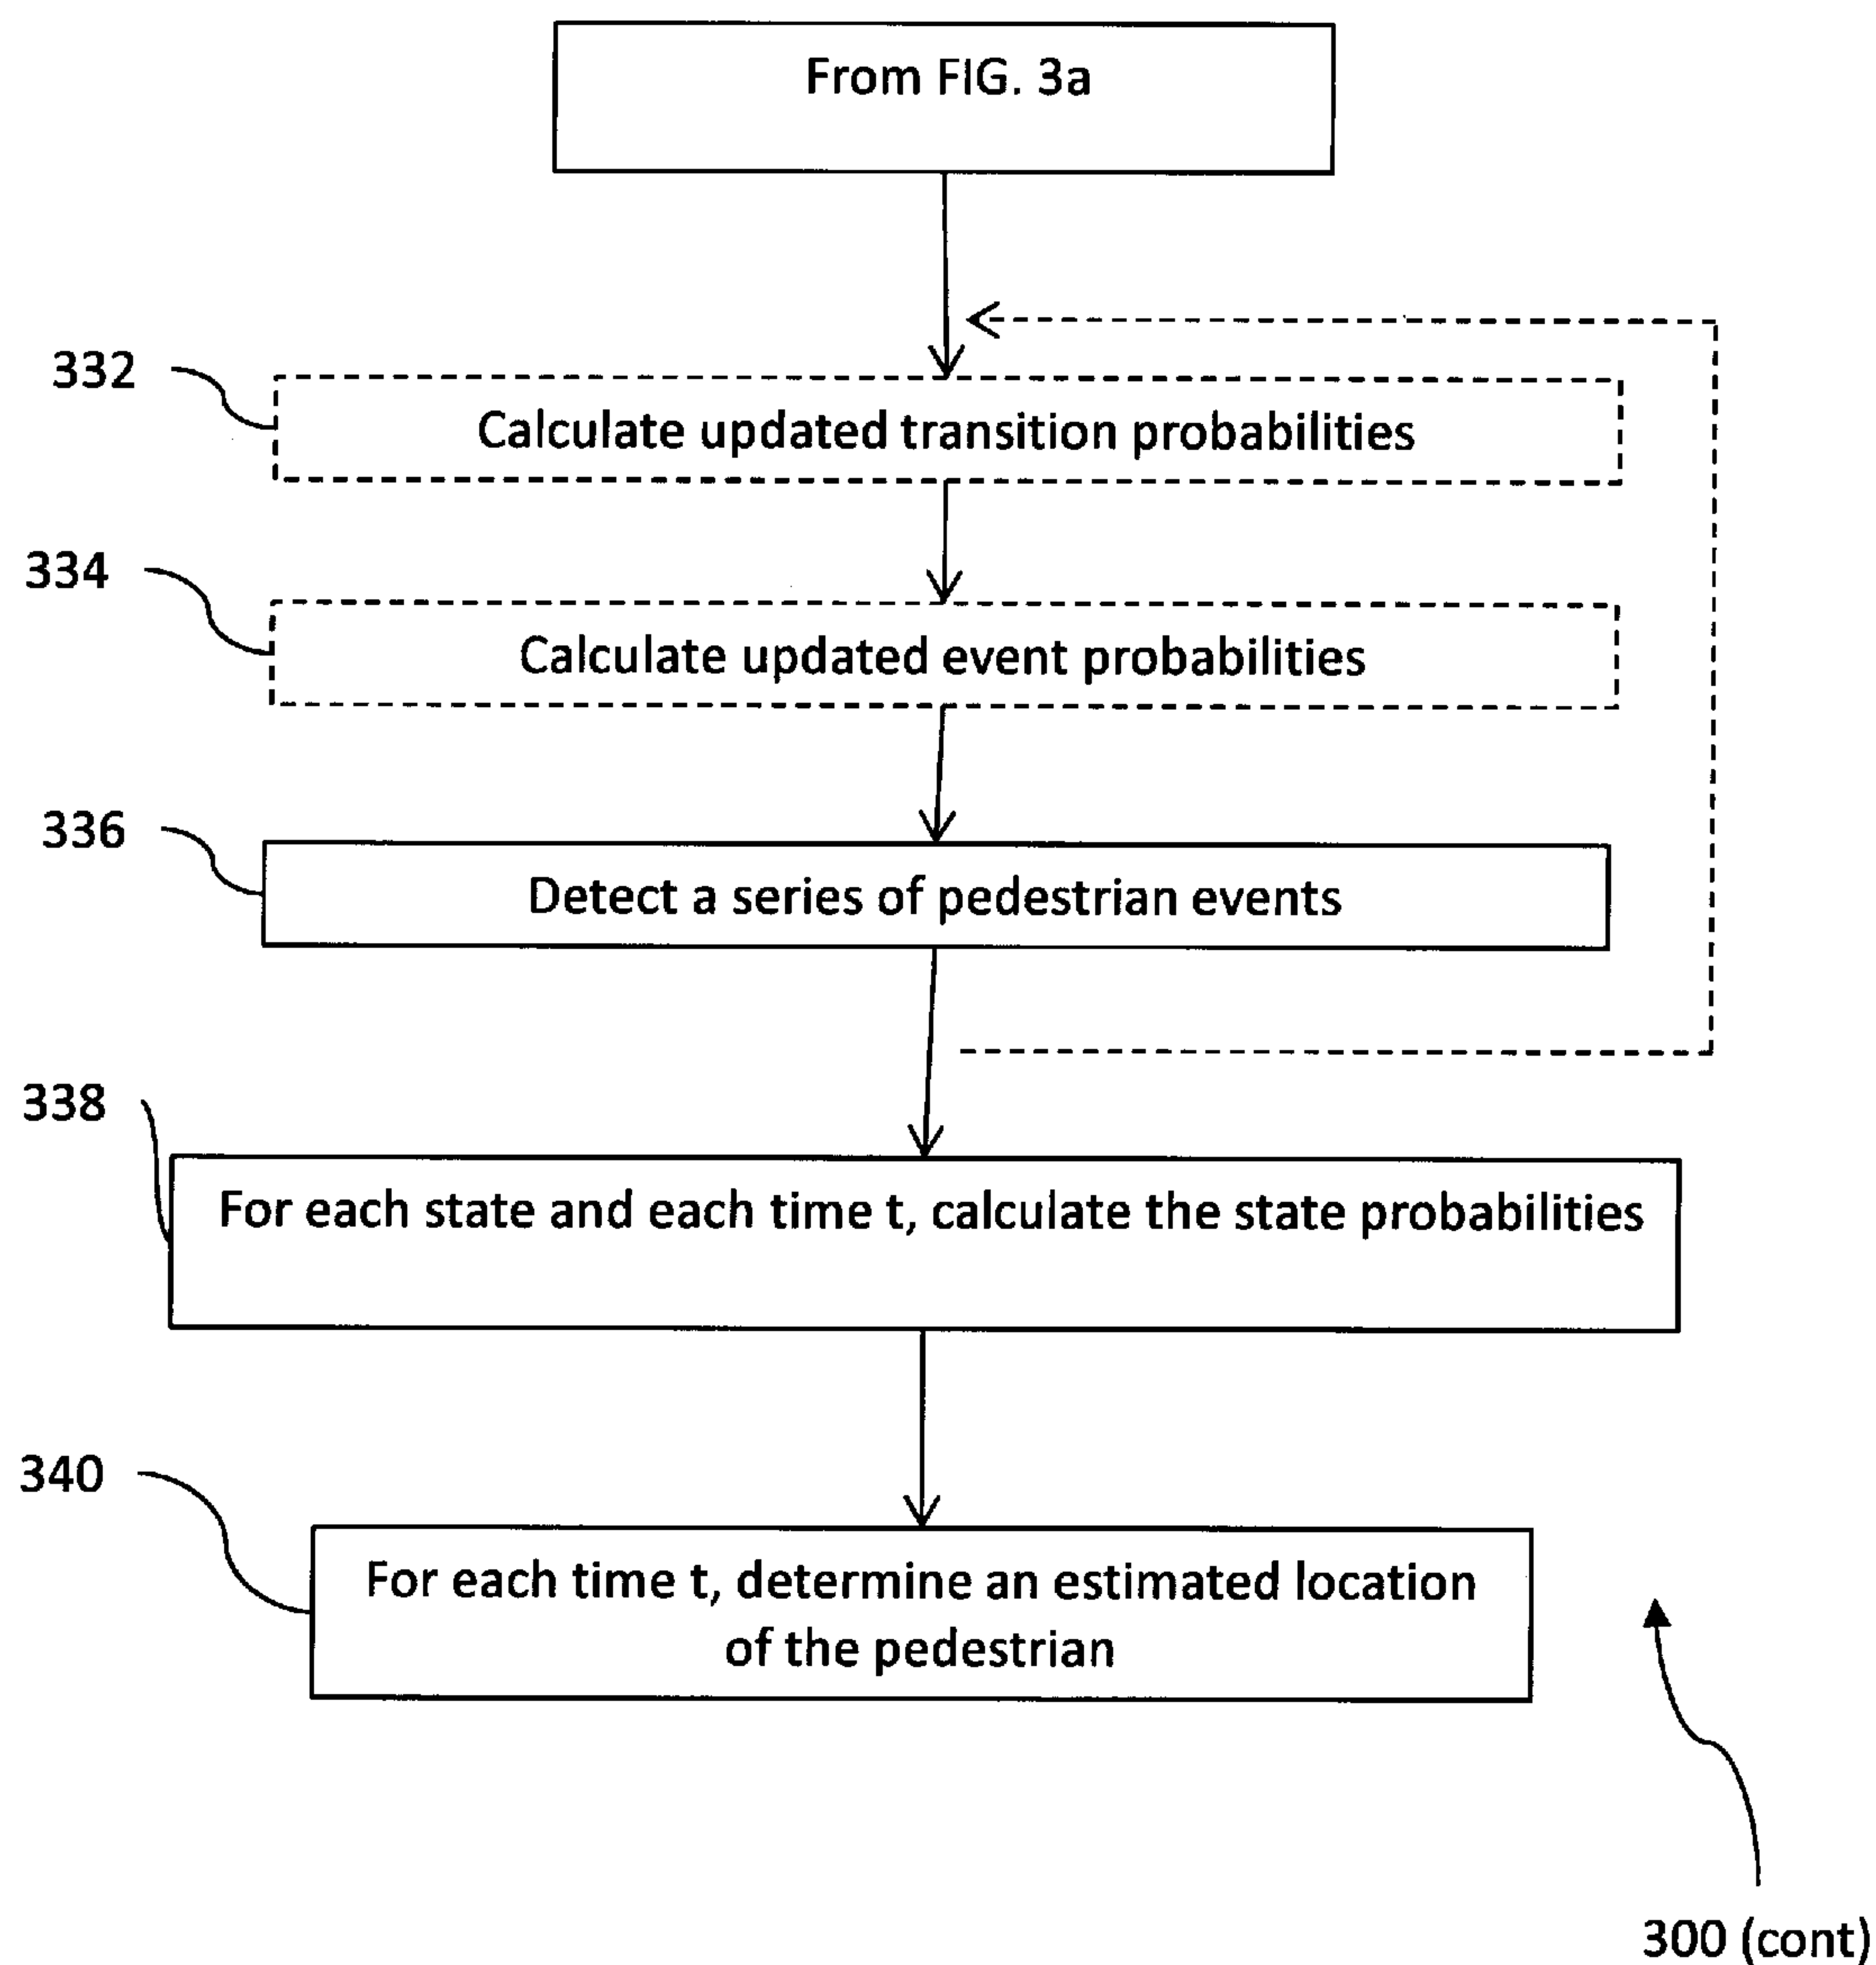 From FIG. 3a
332
Calculate updated transition probabilities
334
Calculate updated event probabilities
336
Detect a series of pedestrian events
338
For each state and each time t, calculate the state probabilities
340
For each time t, determine an estimated location
of the pedestrian
300 (cont)